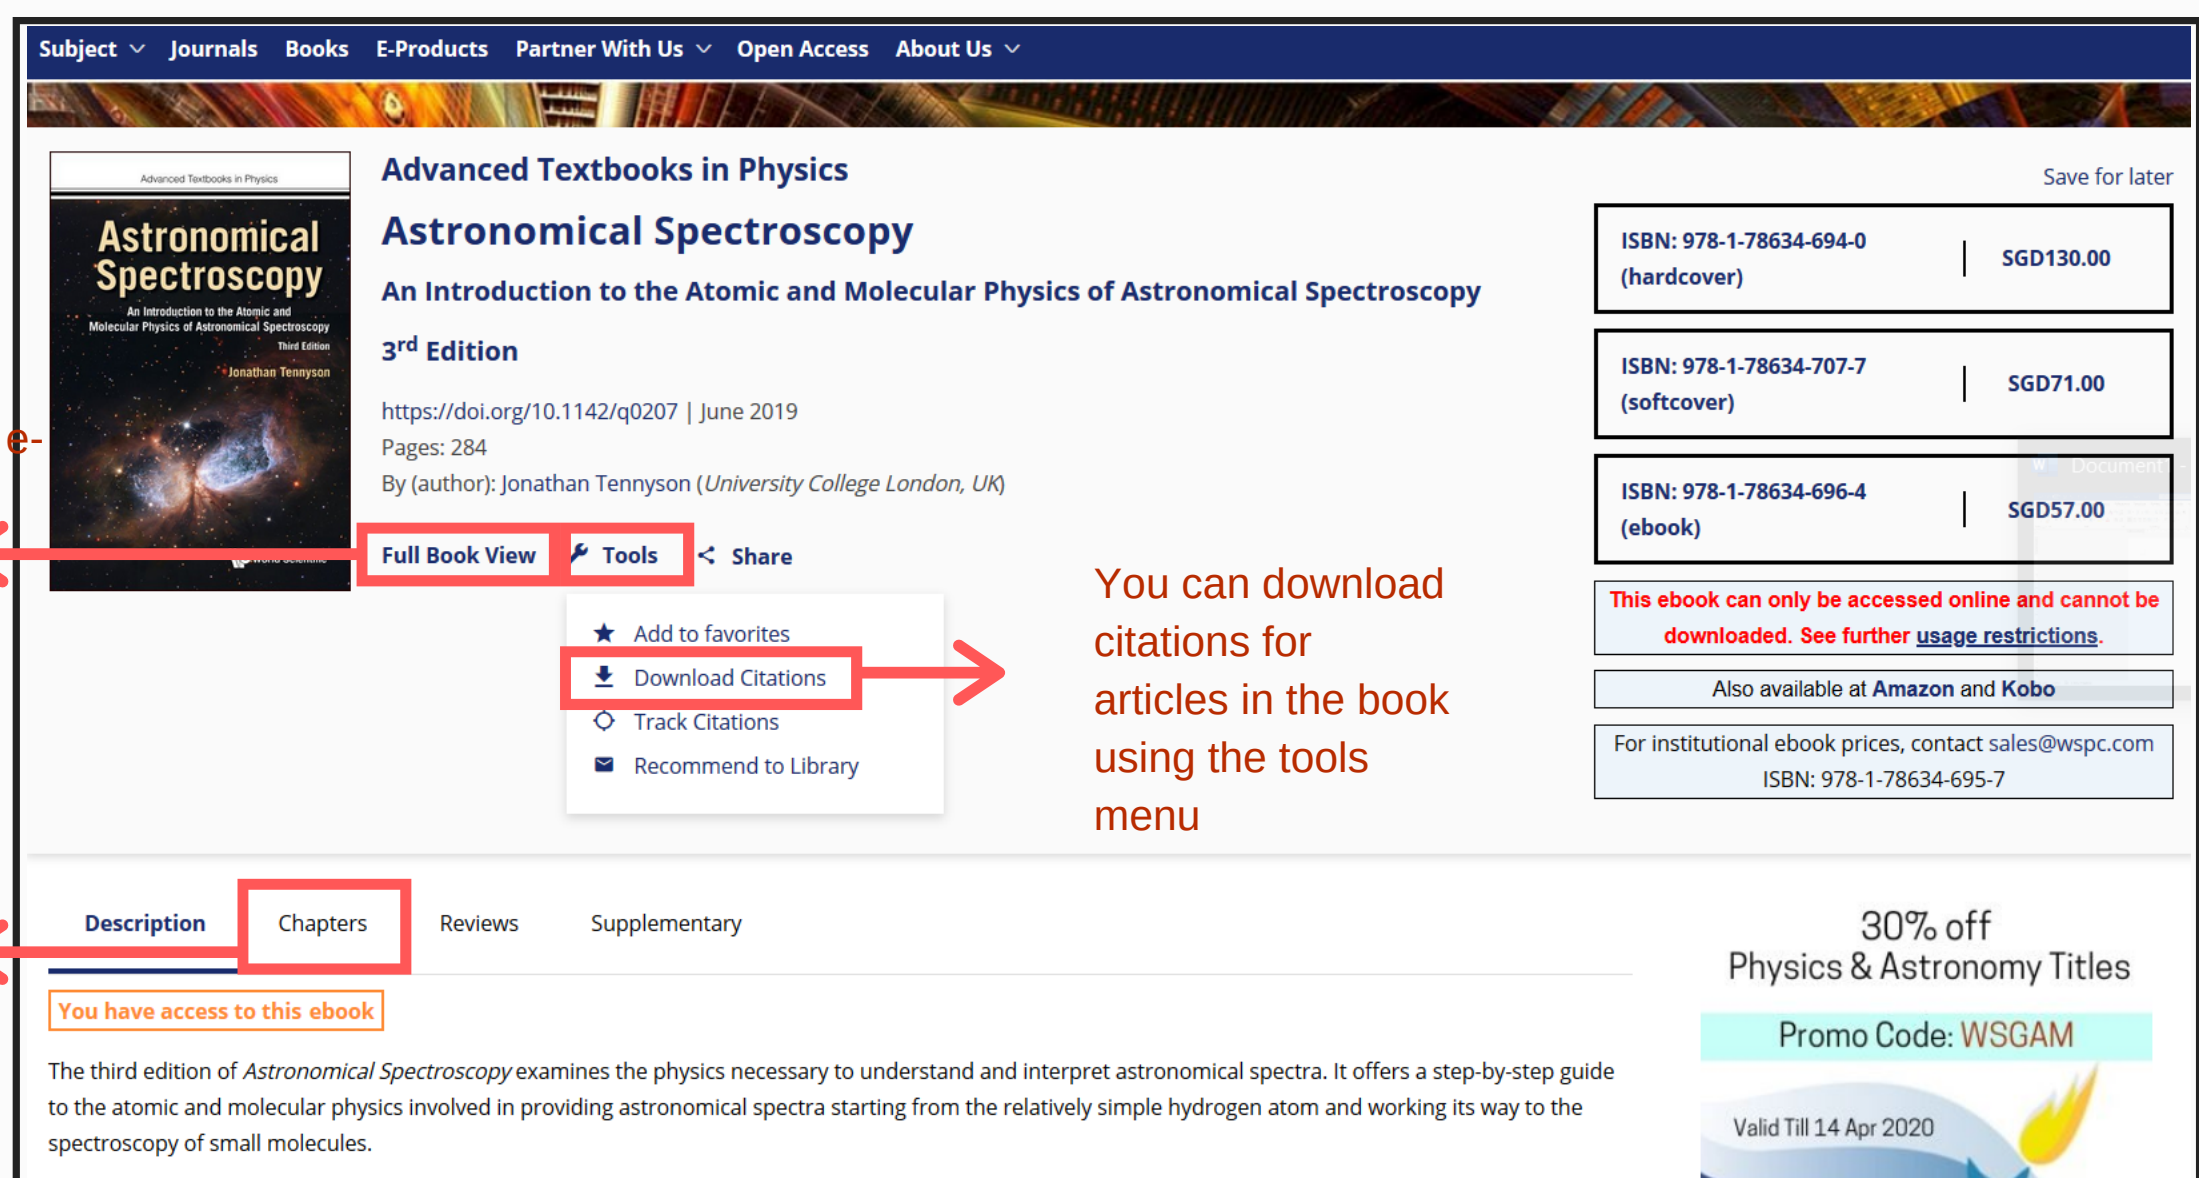 Subject Journals Books E-Products Partner With Us Open Access About Us
Advanced Textbooks in Physics
Astronomical
Spectroscopy
An Introduction to the Atomic and
Molecular Physics of Astronomical Spectroscopy
Third Edition
Jonathan Tennyson
Advanced Textbooks in Physics
Astronomical Spectroscopy
An Introduction to the Atomic and Molecular Physics of Astronomical Spectroscopy
3rd Edition
https://doi.org/10.1142/q0207 | June 2019
Pages: 284
By (author): Jonathan Tennyson (University College London, UK)
e-
Full Book View Tools Share
Add to favorites
Download Citations
Track Citations
Recommend to Library
You can download
citations for
articles in the book
using the tools
menu
Save for later
ISBN: 978-1-78634-694-0
(hardcover)
SGD130.00
ISBN: 978-1-78634-707-7
(softcover)
SGD71.00
Document
ISBN: 978-1-78634-696-4
(ebook)
SGD57.00
This ebook can only be accessed online and cannot be
downloaded. See further usage restrictions.
Also available at Amazon and Kobo
For institutional ebook prices, contact sales@wspc.com
ISBN: 978-1-78634-695-7
Description Chapters Reviews Supplementary
You have access to this ebook
The third edition of Astronomical Spectroscopy examines the physics necessary to understand and interpret astronomical spectra. It offers a step-by-step guide
to the atomic and molecular physics involved in providing astronomical spectra starting from the relatively simple hydrogen atom and working its way to the
spectroscopy of small molecules.
30% off
Physics & Astronomy Titles
Promo Code: WSGAM
Valid Till 14 Apr 2020